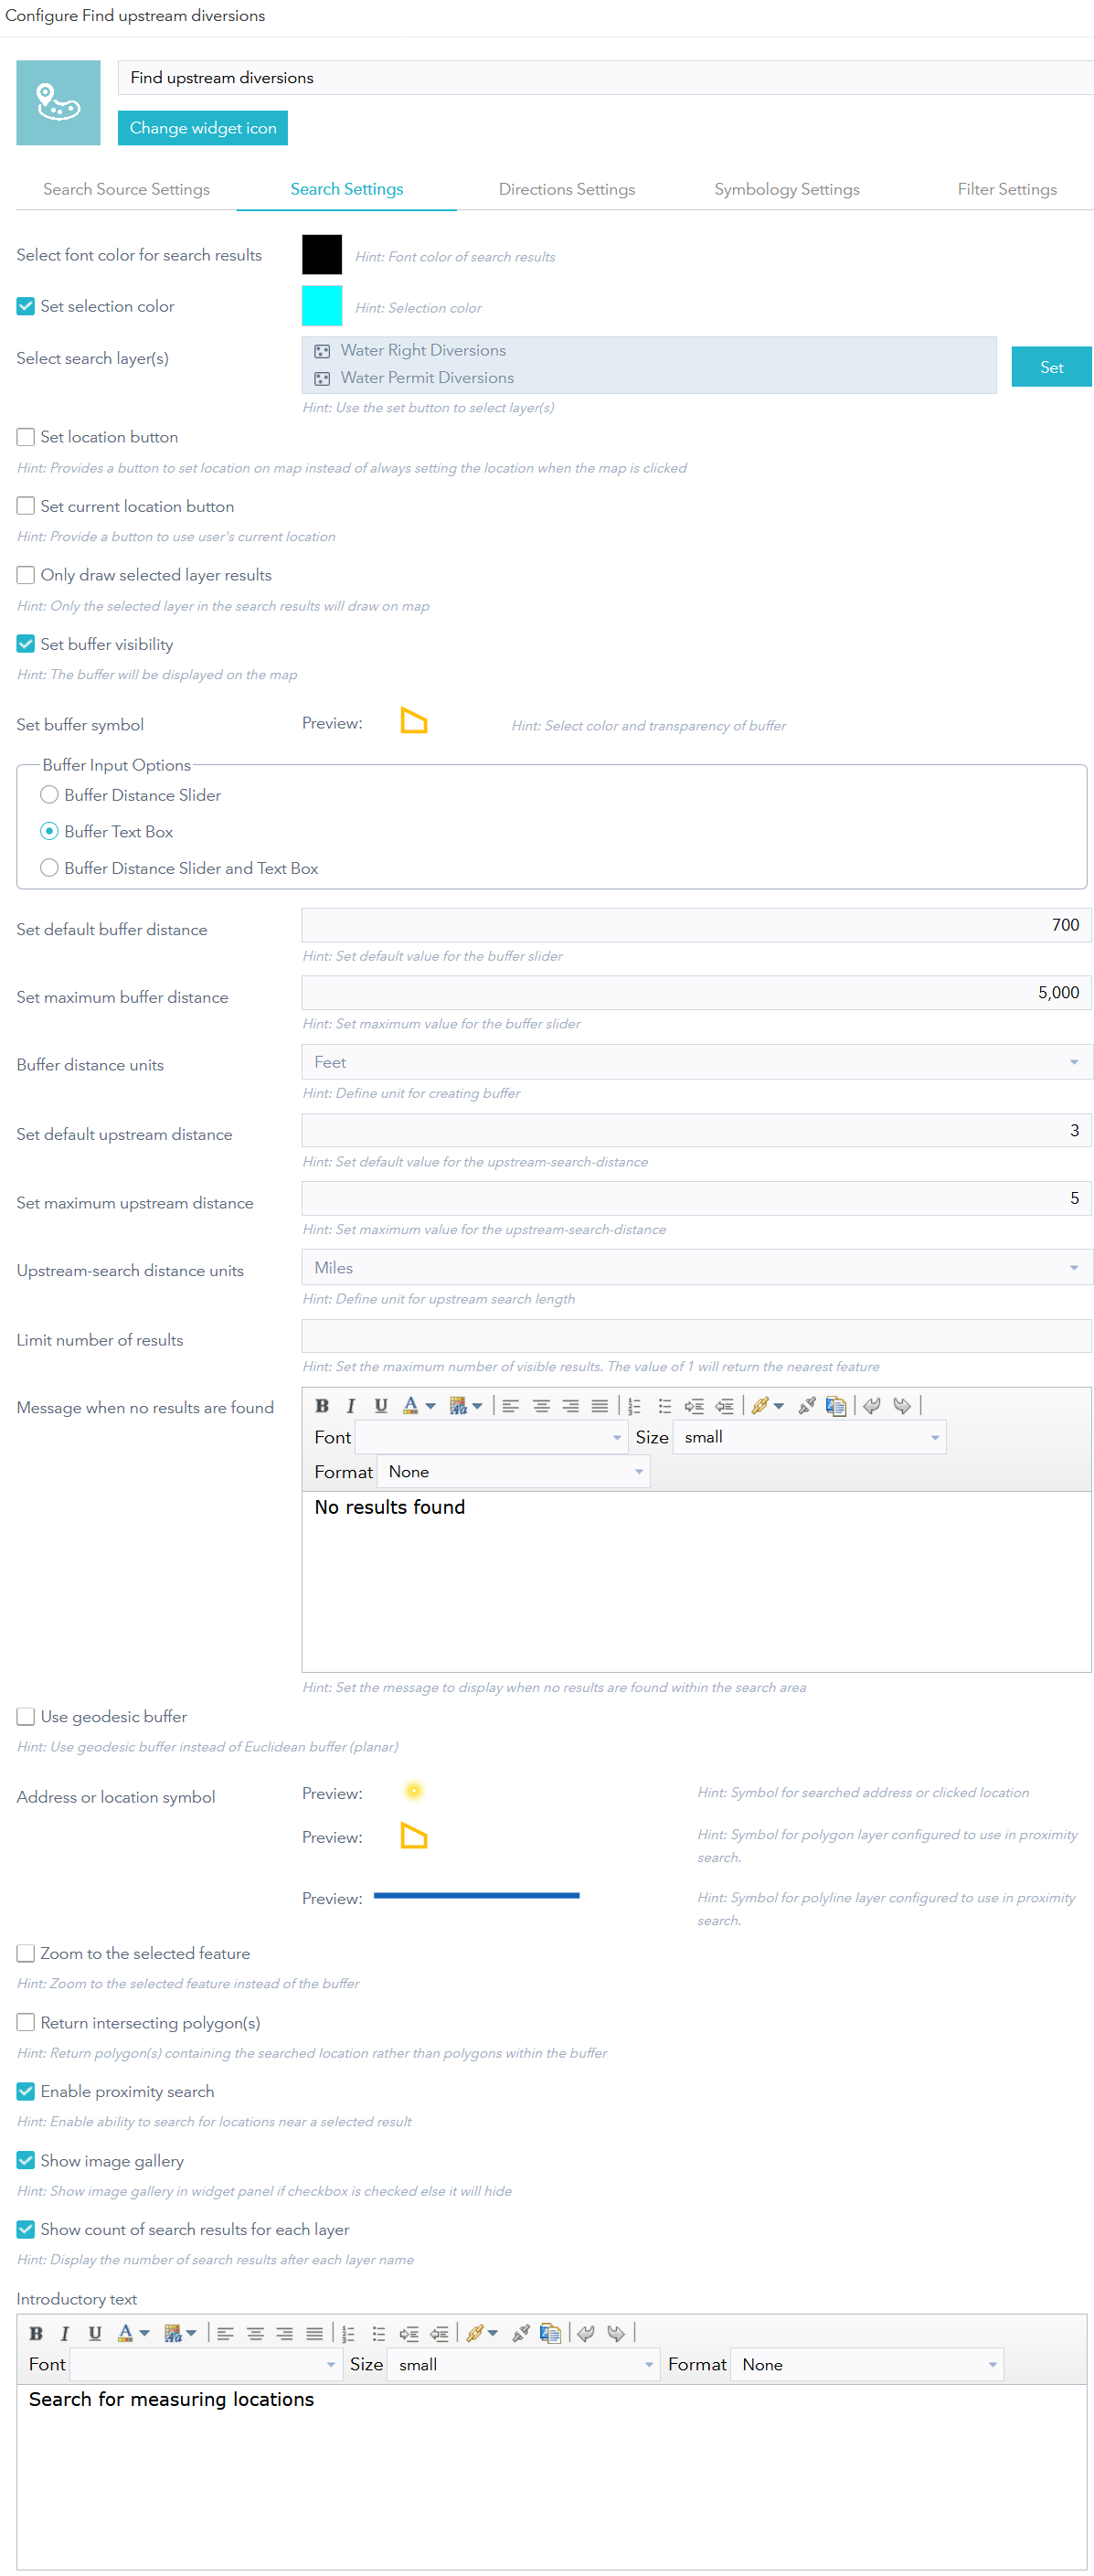 Configure Find upstream diversions
Find upstream diversions
Change widget icon
Search Source Settings Search Settings Directions Settings Symbology Settings Filter Settings
Select font color for search results Hint: Font color of search results
Set selection color Hint: Selection color
Select search layer(s) Water Right Diversions
Water Permit Diversions
Set
Hint: Use the set button to select layer(s)
Set location button
Hint: Provides a button to set location on map instead of always setting the location when the map is clicked
Set current location button
Hint: Provide a button to use user's current location
Only draw selected layer results
Hint: Only the selected layer in the search results will draw on map
Set buffer visibility
Hint: The buffer will be displayed on the map
Set buffer symbol Preview: Hint: Select color and transparency of buffer
Buffer Input Options
Buffer Distance Slider
Buffer Text Box
Buffer Distance Slider and Text Box
Set default buffer distance 700
Hint: Set default value for the buffer slider
Set maximum buffer distance 5,000
Hint: Set maximum value for the buffer slider
Buffer distance units Feet
Hint: Define unit for creating buffer
Set default upstream distance 3
Hint: Set default value for the upstream-search-distance
Set maximum upstream distance 5
Hint: Set maximum value for the upstream-search-distance
Upstream-search distance units Miles
Hint: Define unit for upstream search length
Limit number of results
Hint: Set the maximum number of visible results. The value of 1 will return the nearest feature
Message when no results are found B I U A
Font Size small
Format None
No results found
Hint: Set the message to display when no results are found within the search area
Use geodesic buffer
Hint: Use geodesic buffer instead of Euclidean buffer (planar)
Address or location symbol Preview: Hint: Symbol for searched address or clicked location
Preview: Hint: Symbol for polygon layer configured to use in proximity
search.
Preview: Hint: Symbol for polyline layer configured to use in proximity
search.
Zoom to the selected feature
Hint: Zoom to the selected feature instead of the buffer
Return intersecting polygon(s)
Hint: Return polygon(s) containing the searched location rather than polygons within the buffer
Enable proximity search
Hint: Enable ability to search for locations near a selected result
Show image gallery
Hint: Show image gallery in widget panel if checkbox is checked else it will hide
Show count of search results for each layer
Hint: Display the number of search results after each layer name
Introductory text
B I U A
Font Size small Format None
Search for measuring locations